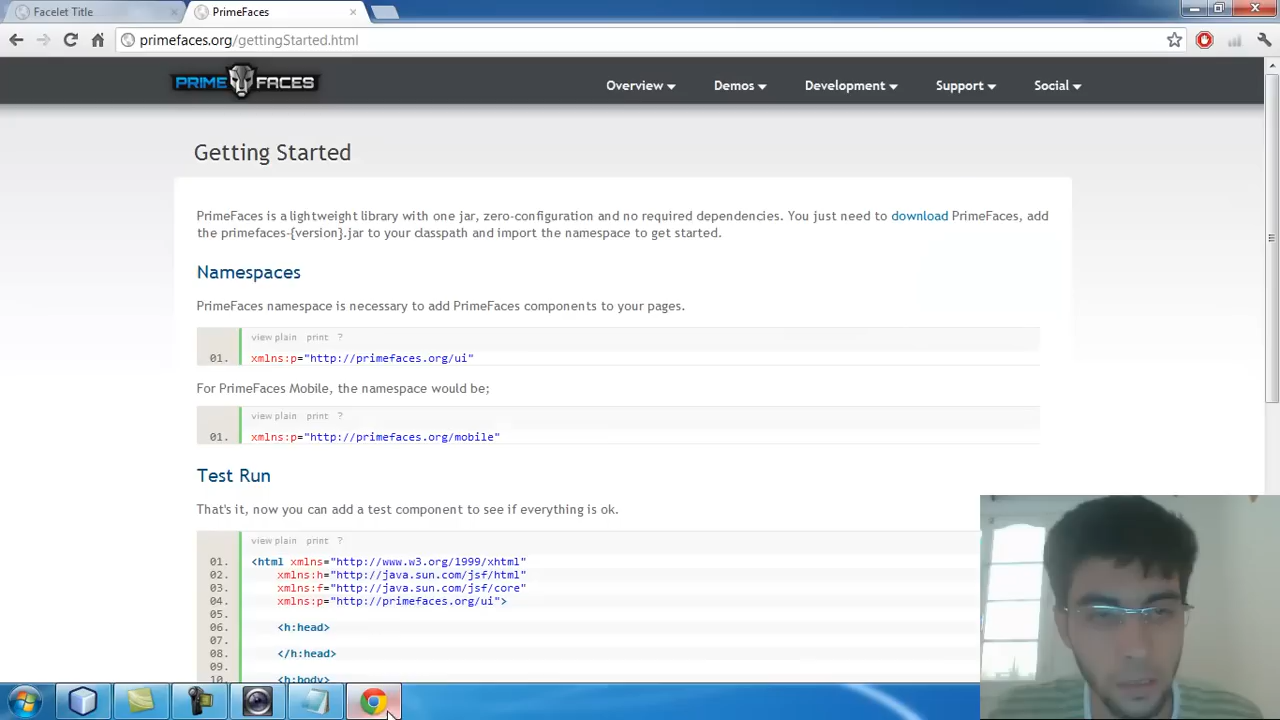 Facelet Title
PrimeFaces
primefaces.org/gettingStarted.html
PRIME FACES
Overview
Demos
Development
Support
Social
Getting Started
PrimeFaces is a lightweight library with one jar, zero-configuration and no required dependencies. You just need to download PrimeFaces, add
the primefaces-{version}.jar to your classpath and import the namespace to get started.
Namespaces
PrimeFaces namespace is necessary to add PrimeFaces components to your pages.
view plain print ?
01. xmlns:p="http://primefaces.org/ui"
For PrimeFaces Mobile, the namespace would be;
view plain print ?
01. xmlns:p="http://primefaces.org/mobile"
Test Run
That's it, now you can add a test component to see if everything is ok.
view plain print ?
01. <html xmlns="http://www.w3.org/1999/xhtml"
02. xmlns:h="http://java.sun.com/jsf/html"
03. xmlns:f="http://java.sun.com/jsf/core"
04. xmlns:p="http://primefaces.org/ui">
05.
06. <h:head>
07.
08. </h:head>
09.
10. <h:body>